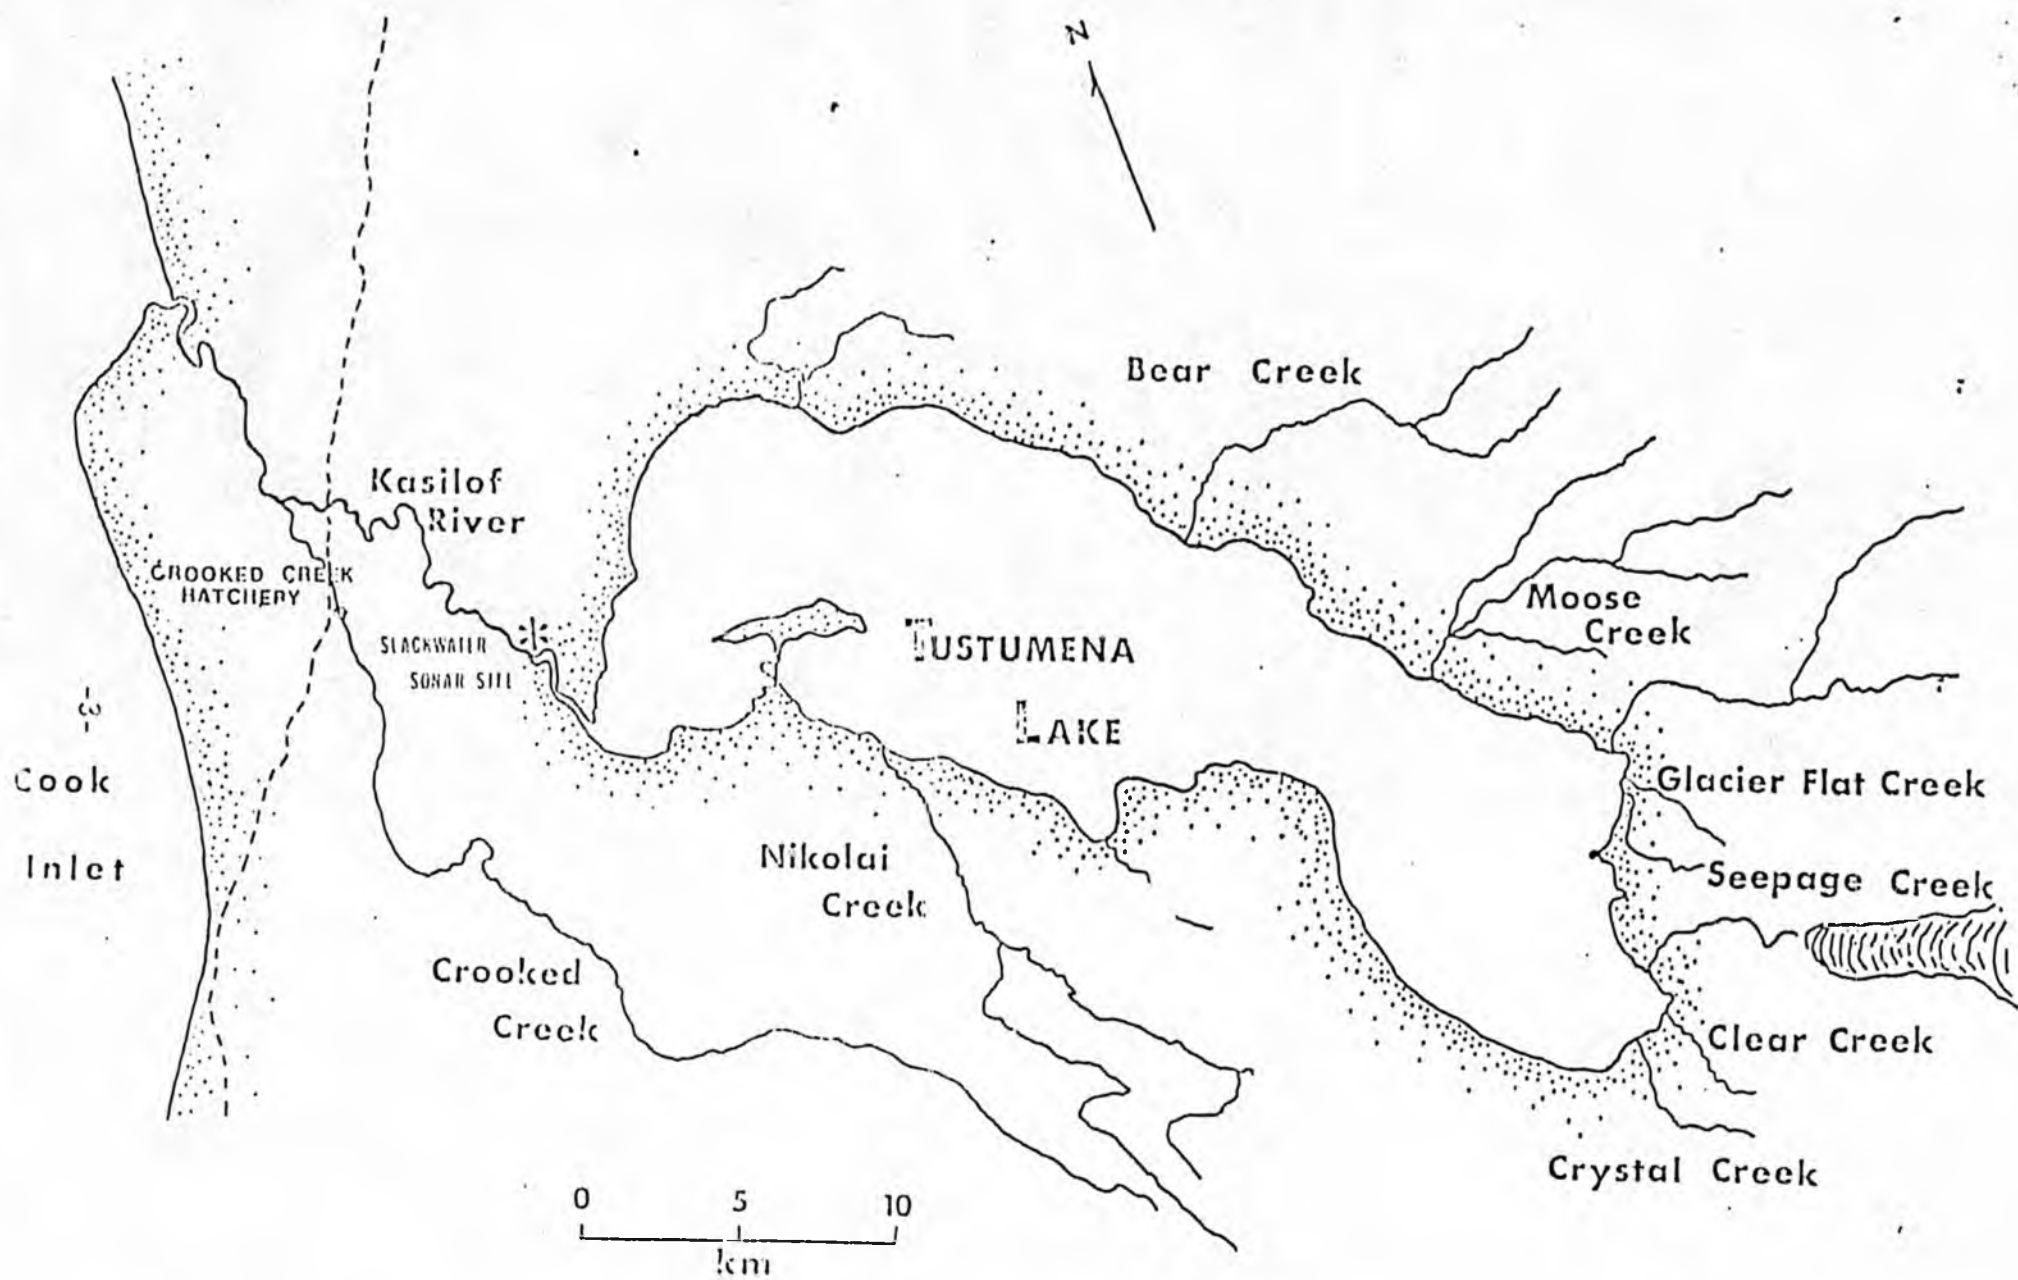 N
Bear Creek
Kasilof
River
CROOKED CREEK
HATCHERY
SLACKWATER
SONAR SITE
TUSTUMENA
LAKE
Moose
Creek
Cook
Inlet
Glacier Flat Creek
Nikolai
Creek
Seepage Creek
Crooked
Creek
Clear Creek
Crystal Creek
0 5 10
km